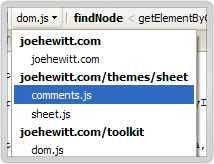 dom.js findNode < getElementByC
joehewitt.com
joehewitt.com
joehewitt.com/themes/sheet
comments.js
sheet.js
joehewitt.com/toolkit
dom.js